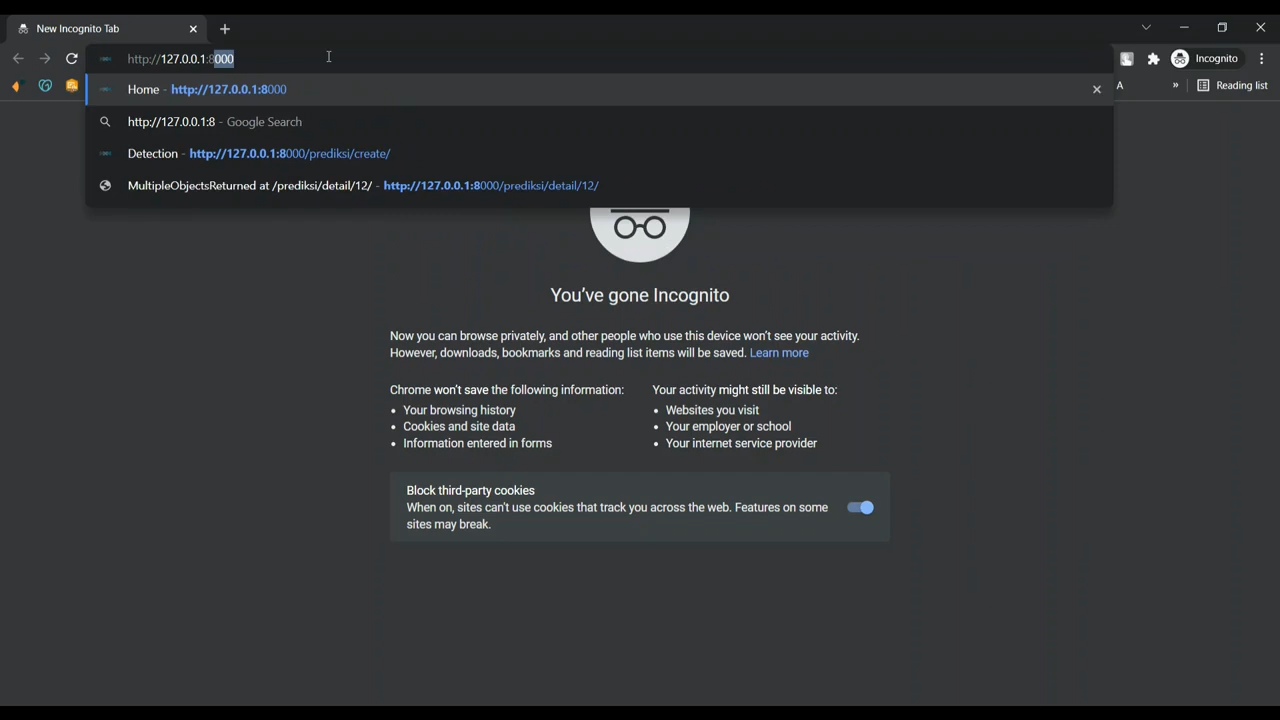 New Incognito Tab
http://127.0.0.1:8000
Incognito
Home - http://127.0.0.1:8000
A
»
Reading list
http://127.0.0.1:8 - Google Search
Detection - http://127.0.0.1:8000/prediksi/create/
MultipleObjectsReturned at /prediksi/detail/12/ - http://127.0.0.1:8000/prediksi/detail/12/
You've gone Incognito
Now you can browse privately, and other people who use this device won't see your activity.
However, downloads, bookmarks and reading list items will be saved. Learn more
Chrome won't save the following information:
• Your browsing history
• Cookies and site data
• Information entered in forms
Your activity might still be visible to:
• Websites you visit
• Your employer or school
• Your internet service provider
Block third-party cookies
When on, sites can't use cookies that track you across the web. Features on some
sites may break.